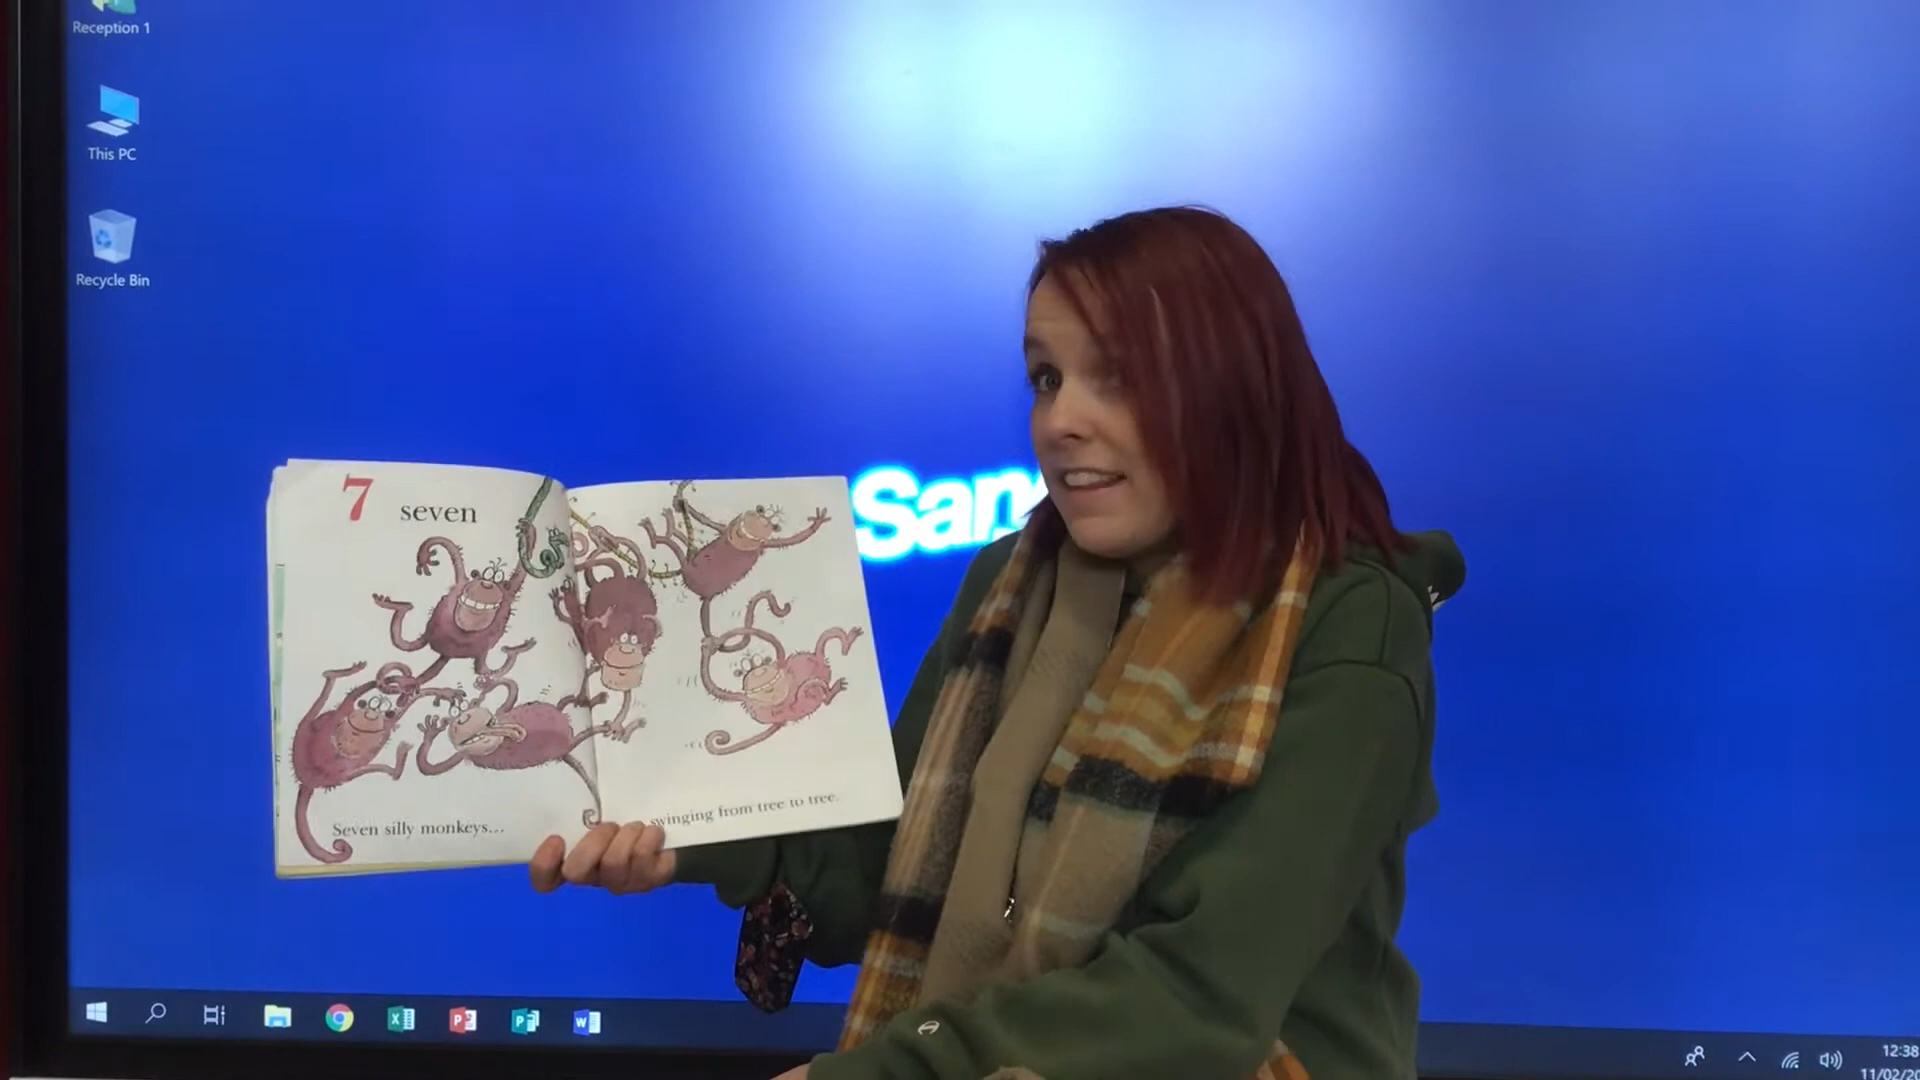 Reception 1
This PC
Recycle Bin
7 seven
Seven silly monkeys...
swinging from tree to tree.
12:38